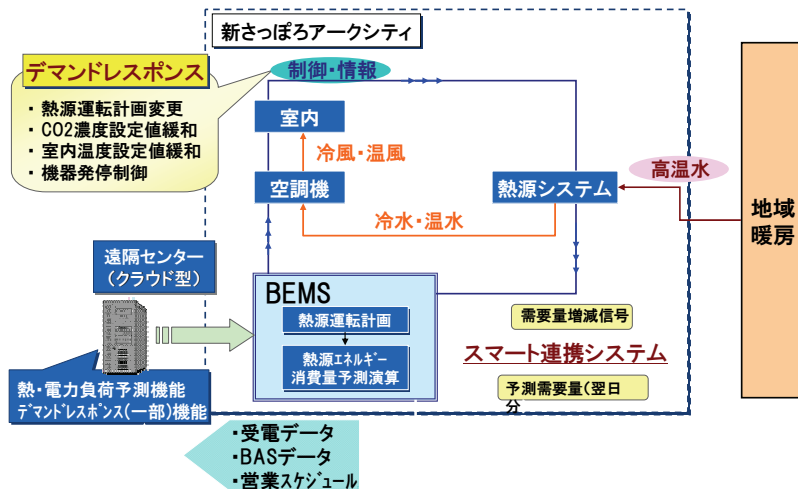 新さっぽろアークシティ
デマンドレスポンス
・熱源運転計画変更
・CO2濃度設定値緩和
・室内温度設定値緩和
・機器発停制御
制御・情報
室内
冷風・温風
空調機
熱源システム
高温水
地域
暖房
冷水・温水
遠隔センター
(クラウド型)
BEMS
熱源運転計画
熱源エネルギー
消費量予測演算
需要量増減信号
スマート連携システム
予測需要量(翌日
分
熱・電力負荷予測機能
デマンドレスポンス(一部)機能
・受電データ
・BASデータ
・営業スケジュール